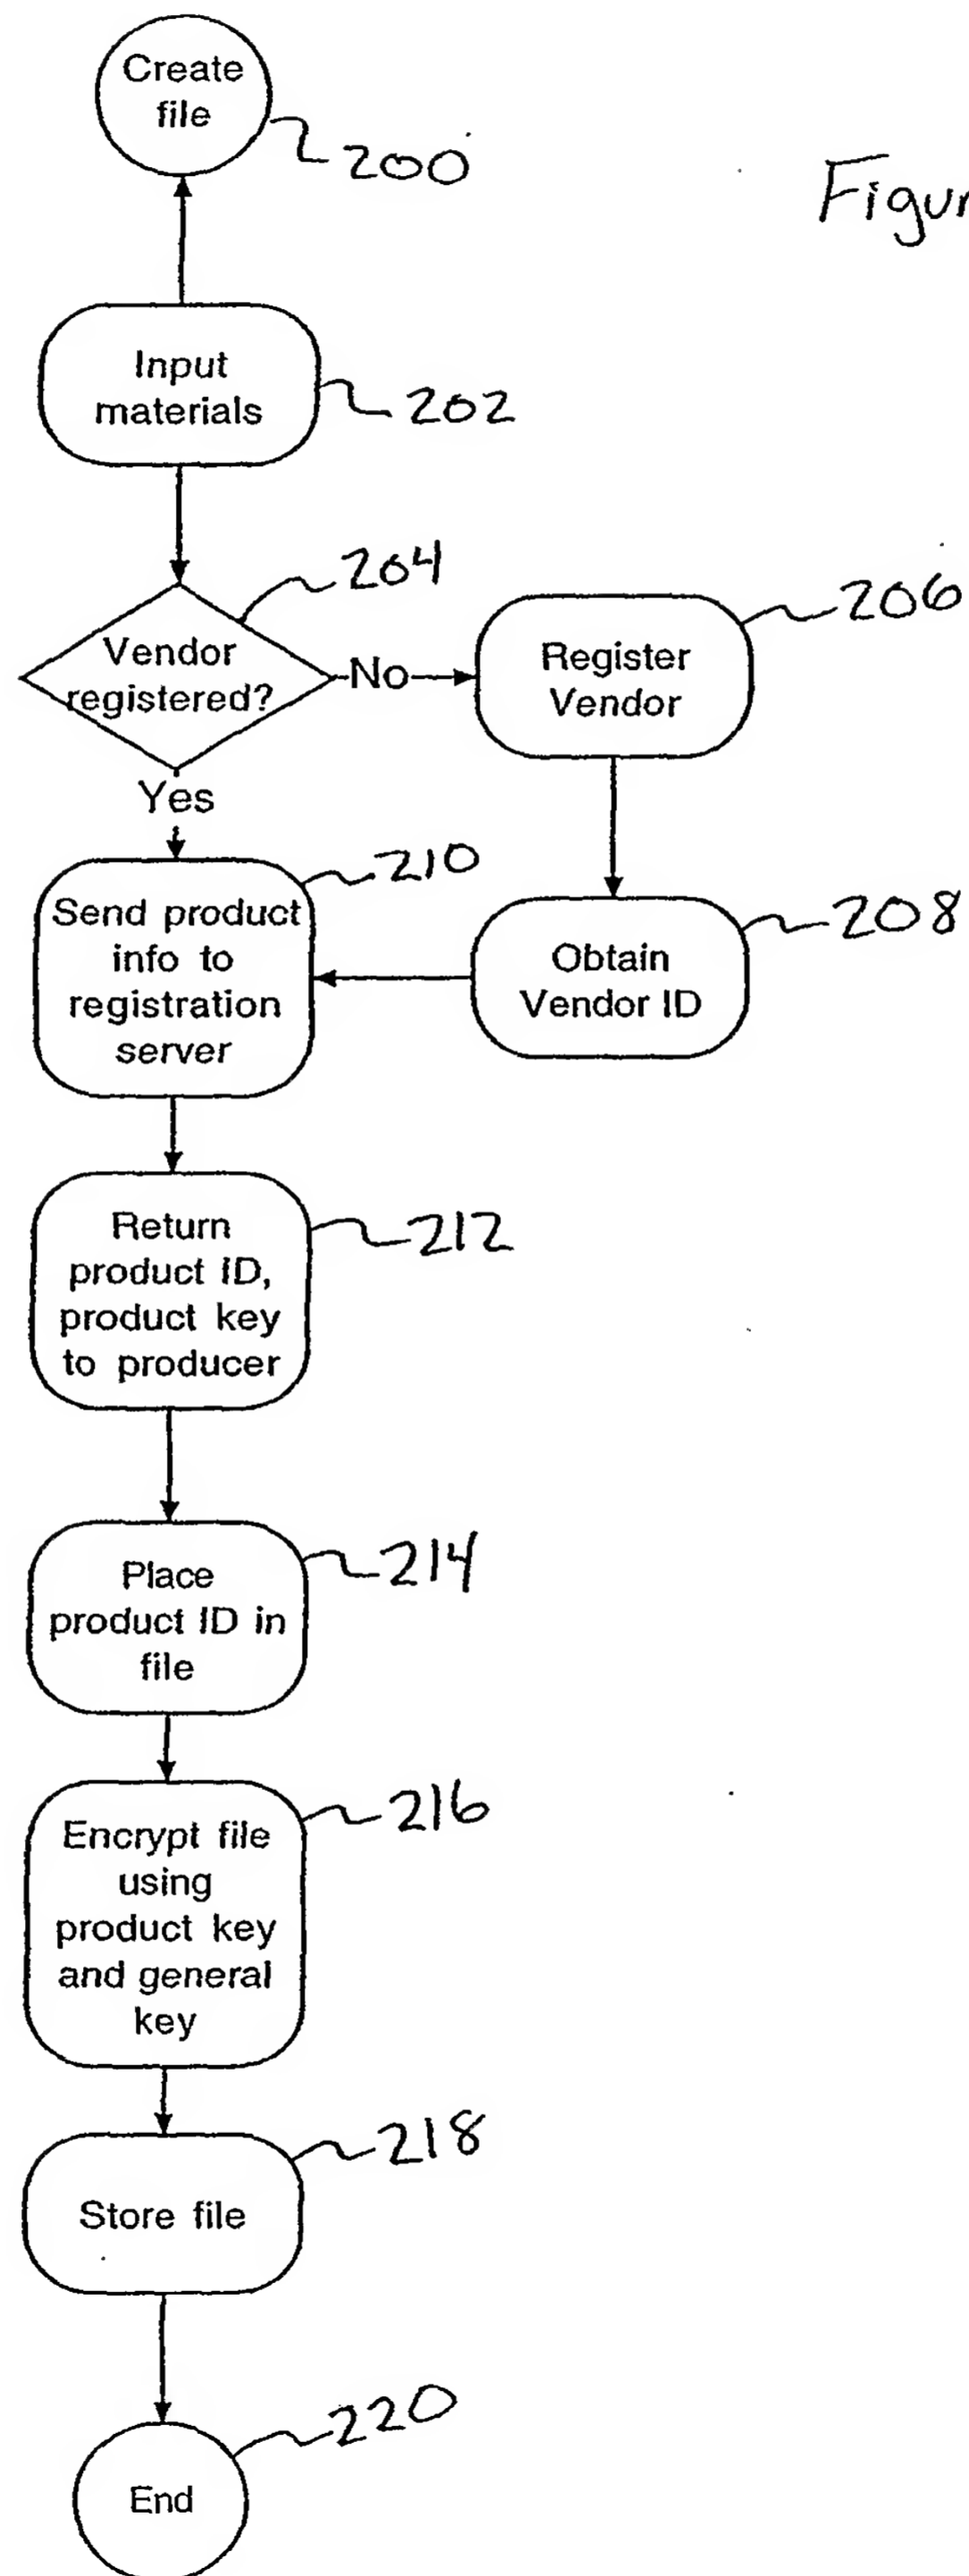 Create
file
200
Input
materials
202
204
Vendor
registered?
No
206
Register
Vendor
Yes
210
Send product
info to
registration
server
208
Obtain
Vendor ID
212
Return
product ID,
product key
to producer
214
Place
product ID in
file
216
Encrypt file
using
product key
and general
key
218
Store file
220
End